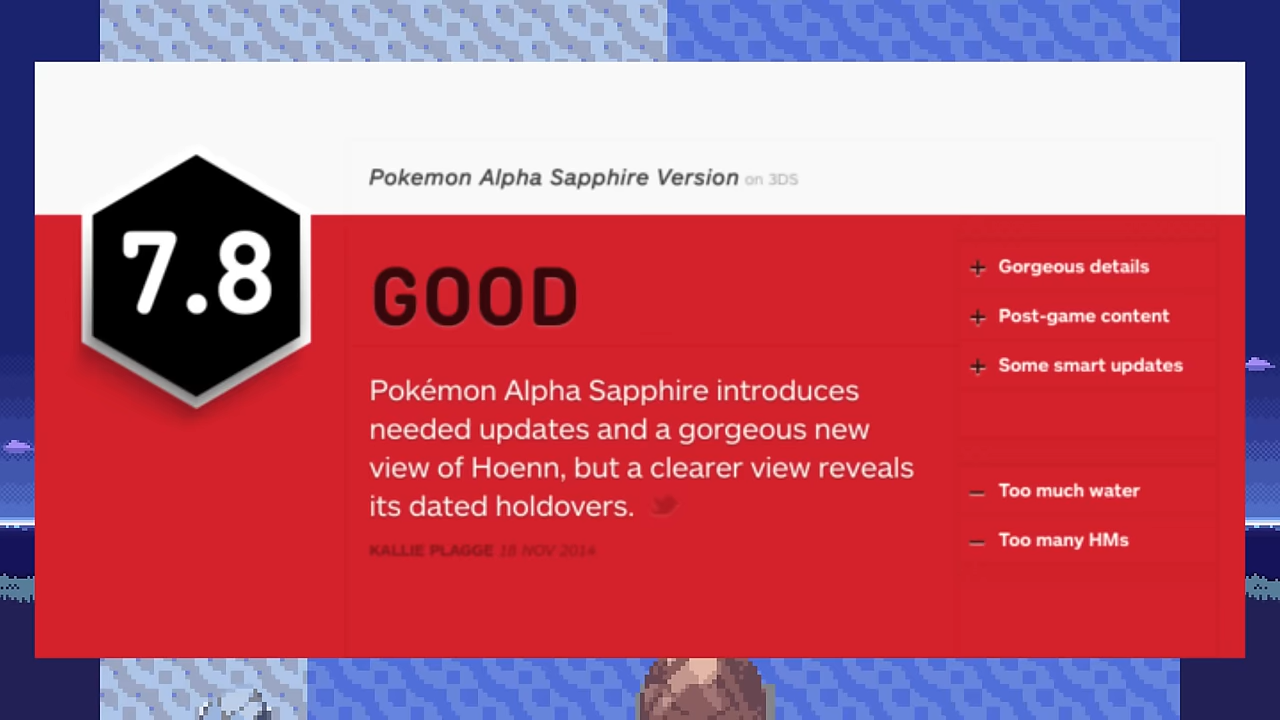 Pokemon Alpha Sapphire Version on 3DS
7.8
GOOD
Pokémon Alpha Sapphire introduces
needed updates and a gorgeous new
view of Hoenn, but a clearer view reveals
its dated holdovers.
KALLIE PLAGGE 18 NOV 2014
+ Gorgeous details
+ Post-game content
+ Some smart updates
– Too much water
– Too many HMs